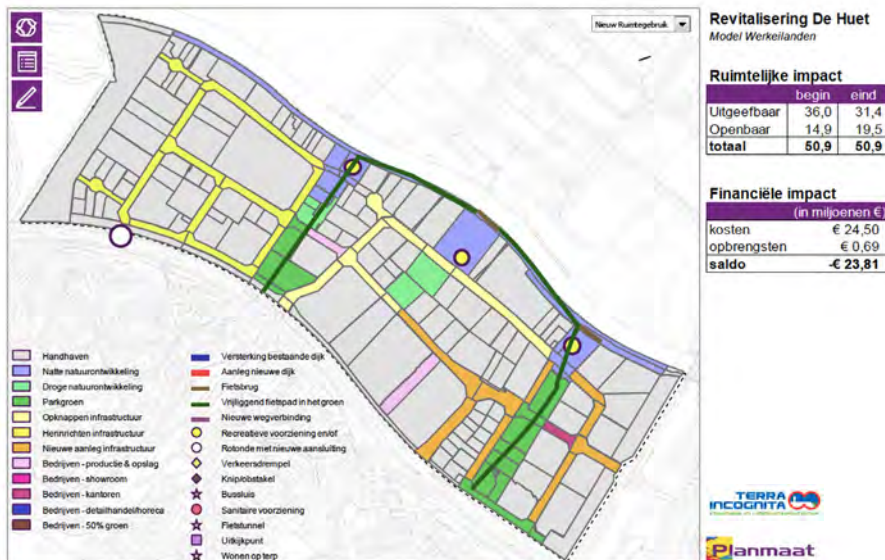 Nieuw Ruimtegebruik
Revitalisering De Huet
Model Werkeilanden
Ruimtelijke impact
begin eind
Uitgeefbaar 36,0 31,4
Openbaar 14,9 19,5
totaal 50,9 50,9
Financiële impact
(in miljoenen €)
kosten € 24,50
opbrengsten € 0,69
saldo -€ 23,81
Handhaven
Natte natuurontwikkeling
Droge natuurontwikkeling
Parkgroen
Opknappen infrastructuur
Herinrichten infrastructuur
Nieuwe aanleg infrastructuur
Bedrijven - productie & opslag
Bedrijven - showroom
Bedrijven - kantoren
Bedrijven - detailhandel/horeca
Bedrijven - 50% groen
Versterking bestaande dijk
Aanleg nieuwe dijk
Fietsbrug
Vrijliggend fietspad in het groen
Nieuwe wegverbinding
Recreatieve voorziening en/of
Rotonde met nieuwe aansluiting
Verkeersdrempel
Knip/obstakel
Bussluis
Sanitaire voorziening
Fietstunnel
Uitkijkpunt
Wonen op terp
TERRA
INCOGNITA
Planmaat